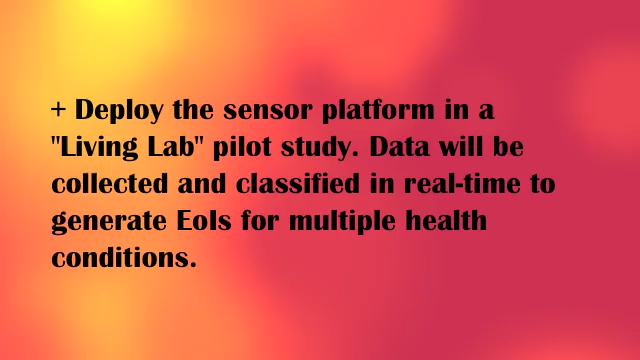 + Deploy the sensor platform in a
"Living Lab" pilot study. Data will be
collected and classified in real-time to
generate EoIs for multiple health
conditions.